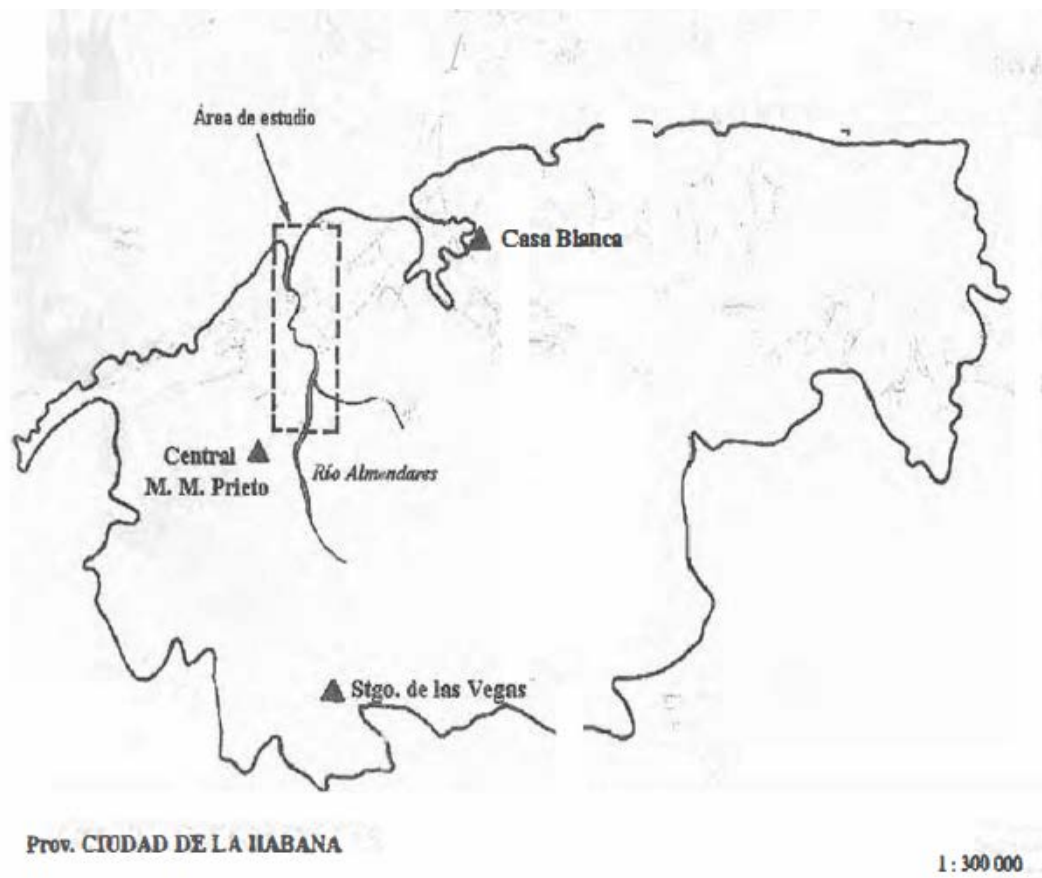 Área de estudio
Casa Blanca
Central
M. M. Prieto
Río Almendares
Stgo. de las Vegas
Prov. CIUDAD DE LA HABANA
1 : 300 000